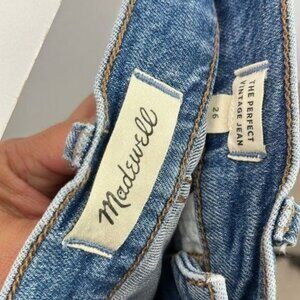 Madewell
26
THE PERFECT
VINTAGE JEAN